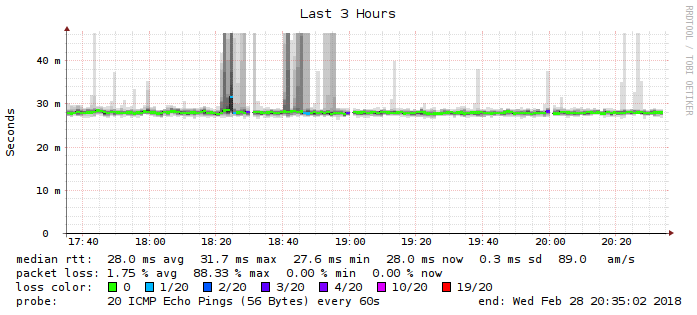 Last 3 Hours
RRDTOOL / TOBI OETIKER
Seconds
40 m
30 m
20 m
10 m
0
17:40 18:00 18:20 18:40 19:00 19:20 19:40 20:00 20:20
median rtt: 28.0 ms avg 31.7 ms max 27.6 ms min 28.0 ms now 0.3 ms sd 89.0 am/s
packet loss: 1.75 % avg 88.33 % max 0.00 % min 0.00 % now
loss color: 0 1/20 2/20 3/20 4/20 10/20 19/20
probe: 20 ICMP Echo Pings (56 Bytes) every 60s end: Wed Feb 28 20:35:02 2018